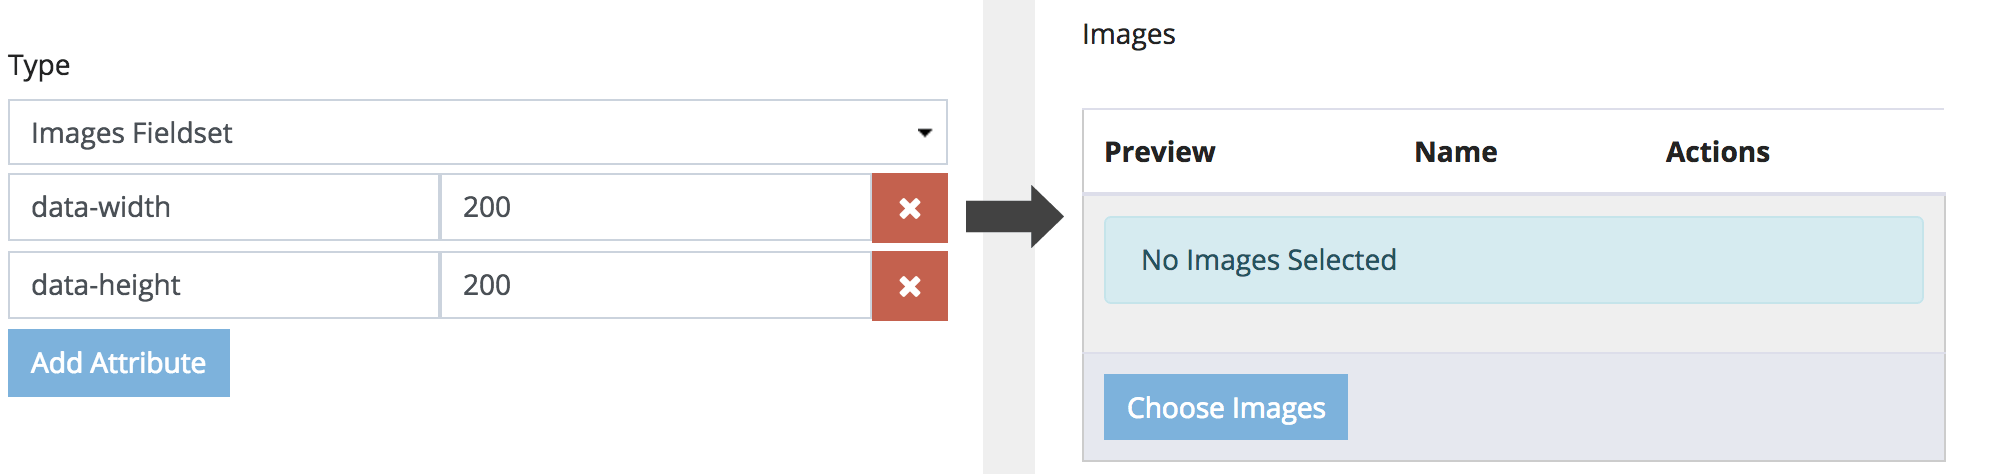 Type
Images Fieldset
data-width 200
data-height 200
Add Attribute
Images
Preview Name Actions
No Images Selected
Choose Images